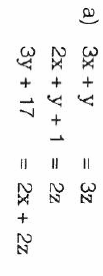 a) 3x + y = 3z
2x + y + 1 = 2z
3y + 17 = 2x + 2z